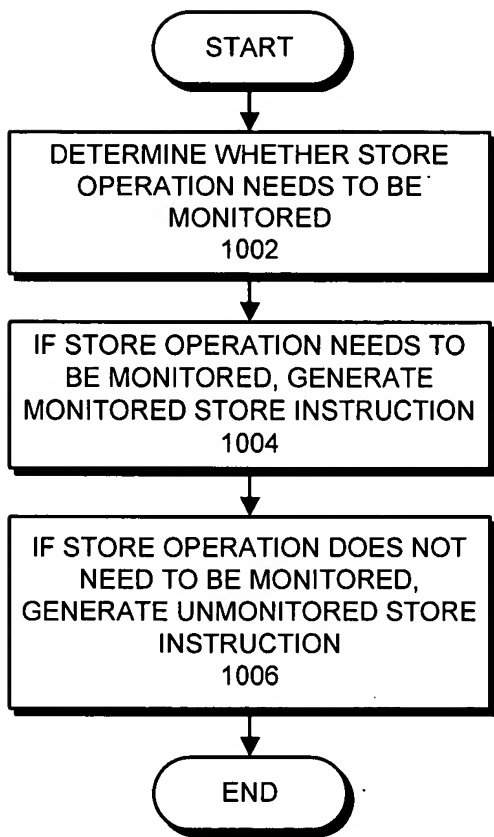 START
DETERMINE WHETHER STORE
OPERATION NEEDS TO BE
MONITORED
1002
IF STORE OPERATION NEEDS TO
BE MONITORED, GENERATE
MONITORED STORE INSTRUCTION
1004
IF STORE OPERATION DOES NOT
NEED TO BE MONITORED,
GENERATE UNMONITORED STORE
INSTRUCTION
1006
END